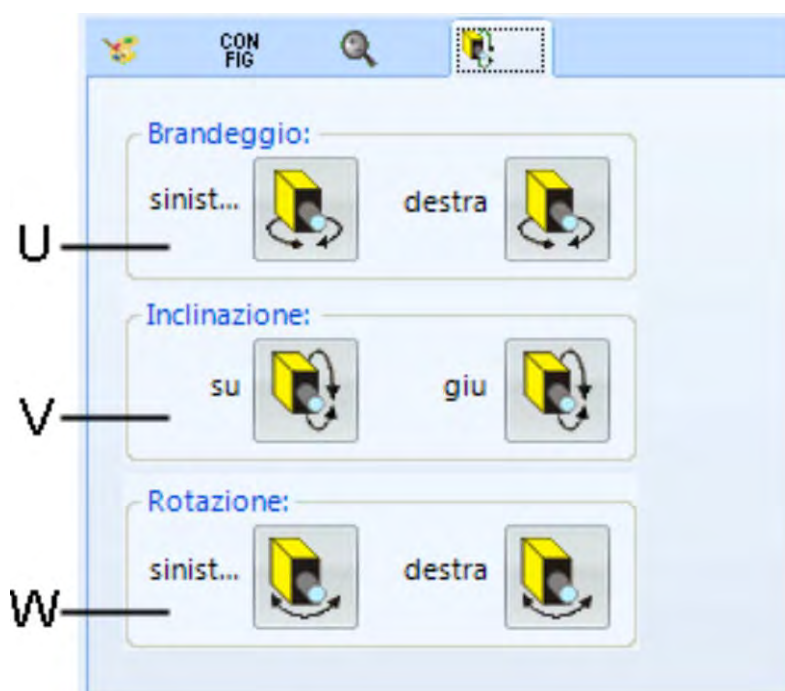 CON
FIG
Brandeggio:
sinist... destra
U
Inclinazione:
su giu
V
Rotazione:
sinist... destra
W